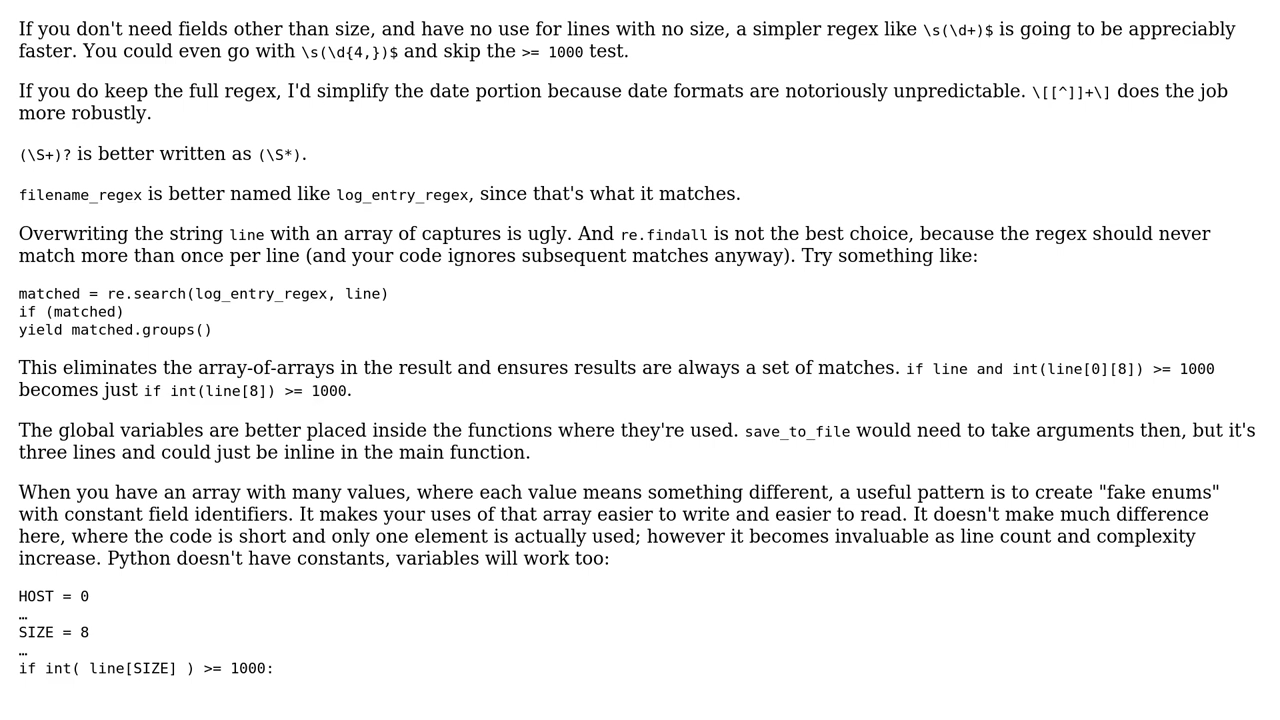 If you don't need fields other than size, and have no use for lines with no size, a simpler regex like \s(\d+)$ is going to be appreciably
faster. You could even go with \s(\d{4,})$ and skip the >= 1000 test.
If you do keep the full regex, I'd simplify the date portion because date formats are notoriously unpredictable. \[[^]]+\] does the job
more robustly.
(\S+)? is better written as (\S*).
filename_regex is better named like log_entry_regex, since that's what it matches.
Overwriting the string line with an array of captures is ugly. And re.findall is not the best choice, because the regex should never
match more than once per line (and your code ignores subsequent matches anyway). Try something like:
matched = re.search(log_entry_regex, line)
if (matched)
yield matched.groups()
This eliminates the array-of-arrays in the result and ensures results are always a set of matches. if line and int(line[0][8]) >= 1000
becomes just if int(line[8]) >= 1000.
The global variables are better placed inside the functions where they're used. save_to_file would need to take arguments then, but it's
three lines and could just be inline in the main function.
When you have an array with many values, where each value means something different, a useful pattern is to create "fake enums"
with constant field identifiers. It makes your uses of that array easier to write and easier to read. It doesn't make much difference
here, where the code is short and only one element is actually used; however it becomes invaluable as line count and complexity
increase. Python doesn't have constants, variables will work too:
HOST = 0
…
SIZE = 8
…
if int( line[SIZE] ) >= 1000: